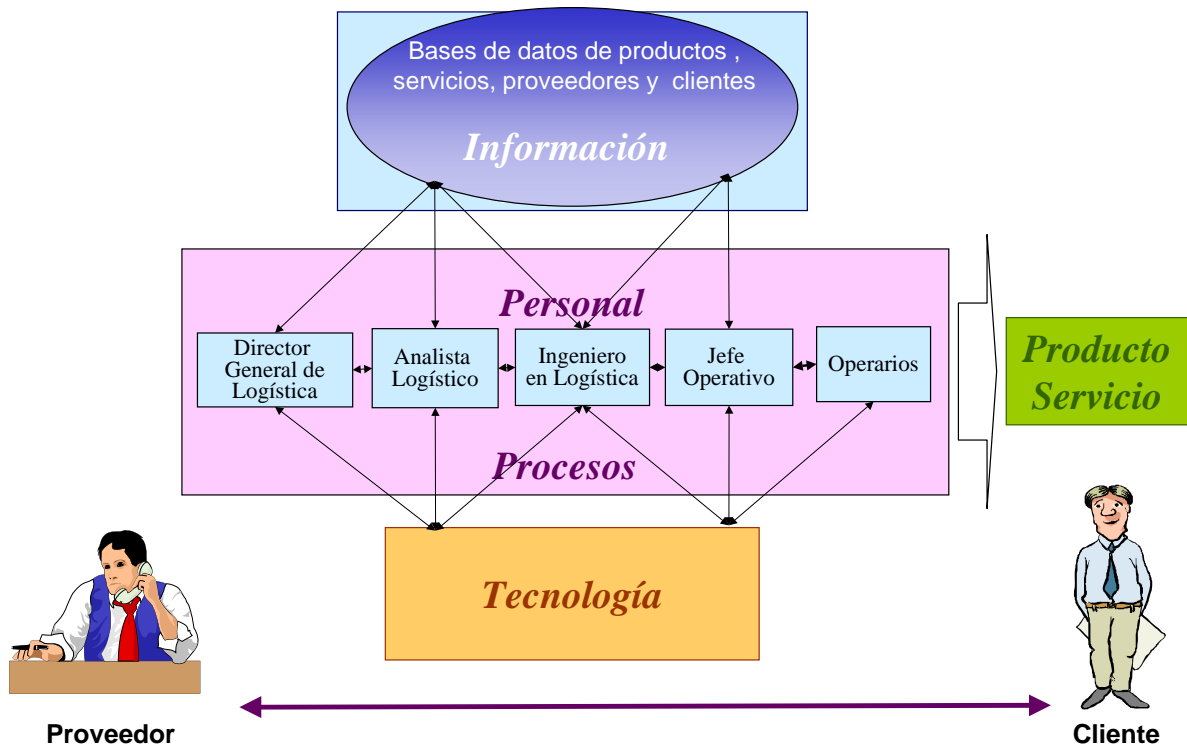 Bases de datos de productos ,
servicios, proveedores y clientes
Información
Personal
Director
General de
Logística
Analista
Logístico
Ingeniero
en Logística
Jefe
Operativo
Operarios
Procesos
Producto
Servicio
Tecnología
Proveedor
Cliente